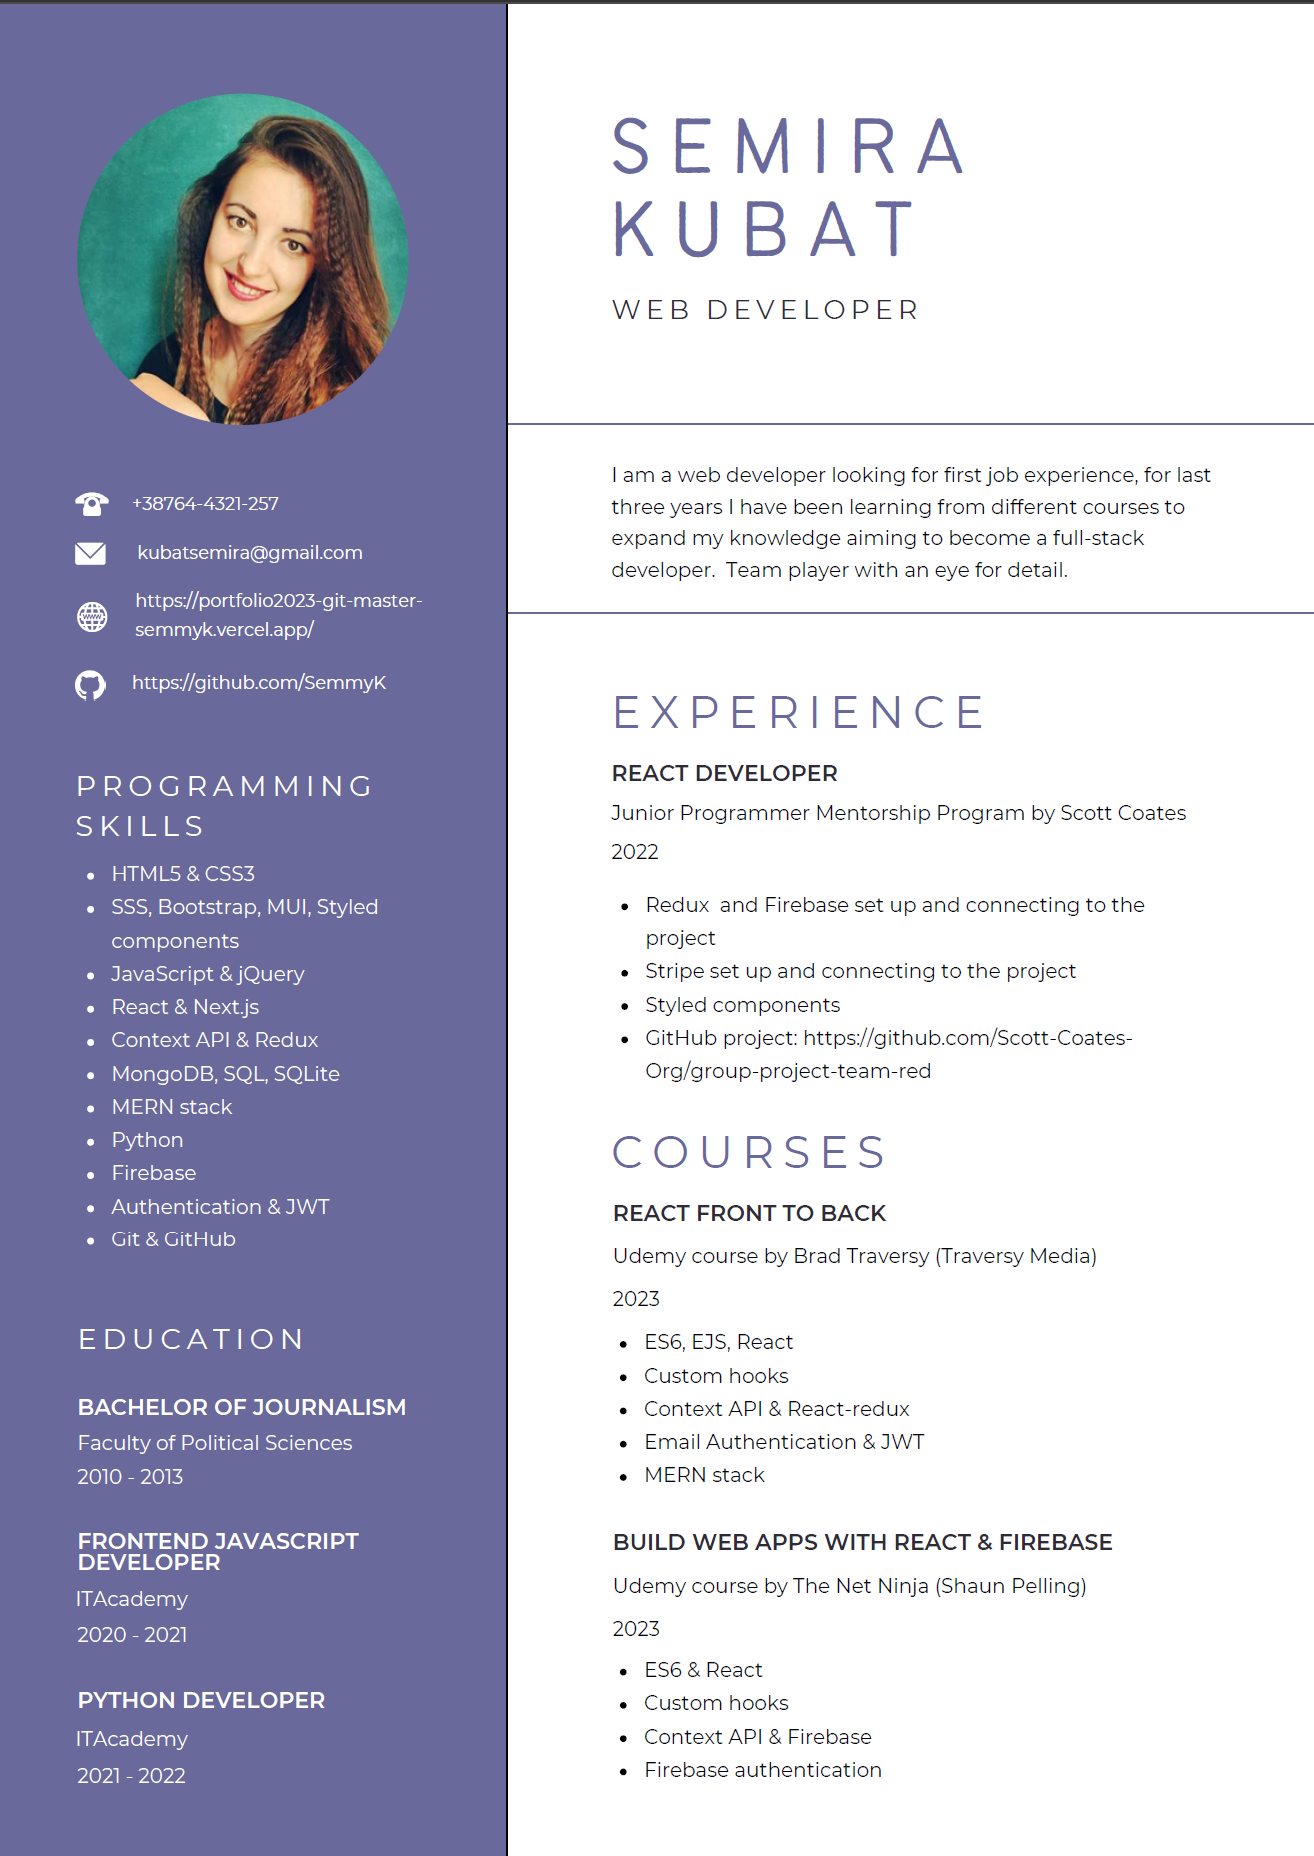 +38764-4321-257
kubatsemira@gmail.com
https://portfolio2023-git-master-
semmyk.vercel.app/
https://github.com/SemmyK
PROGRAMMING
SKILLS
HTML5 & CSS3
SSS, Bootstrap, MUI, Styled
components
JavaScript & jQuery
React & Next.js
Context API & Redux
MongoDB, SQL, SQLite
MERN stack
Python
Firebase
Authentication & JWT
Git & GitHub
EDUCATION
BACHELOR OF JOURNALISM
Faculty of Political Sciences
2010 - 2013
FRONTEND JAVASCRIPT
DEVELOPER
ITAcademy
2020 - 2021
PYTHON DEVELOPER
ITAcademy
2021 - 2022
SEMIRA
KUBAT
WEB DEVELOPER
I am a web developer looking for first job experience, for last
three years I have been learning from different courses to
expand my knowledge aiming to become a full-stack
developer.  Team player with an eye for detail.
EXPERIENCE
REACT DEVELOPER
Junior Programmer Mentorship Program by Scott Coates
2022
Redux  and Firebase set up and connecting to the
project
Stripe set up and connecting to the project
Styled components
GitHub project: https://github.com/Scott-Coates-
Org/group-project-team-red
COURSES
REACT FRONT TO BACK
Udemy course by Brad Traversy (Traversy Media)
2023
ES6, EJS, React
Custom hooks
Context API & React-redux
Email Authentication & JWT
MERN stack
BUILD WEB APPS WITH REACT & FIREBASE
Udemy course by The Net Ninja (Shaun Pelling)
2023
ES6 & React
Custom hooks
Context API & Firebase
Firebase authentication